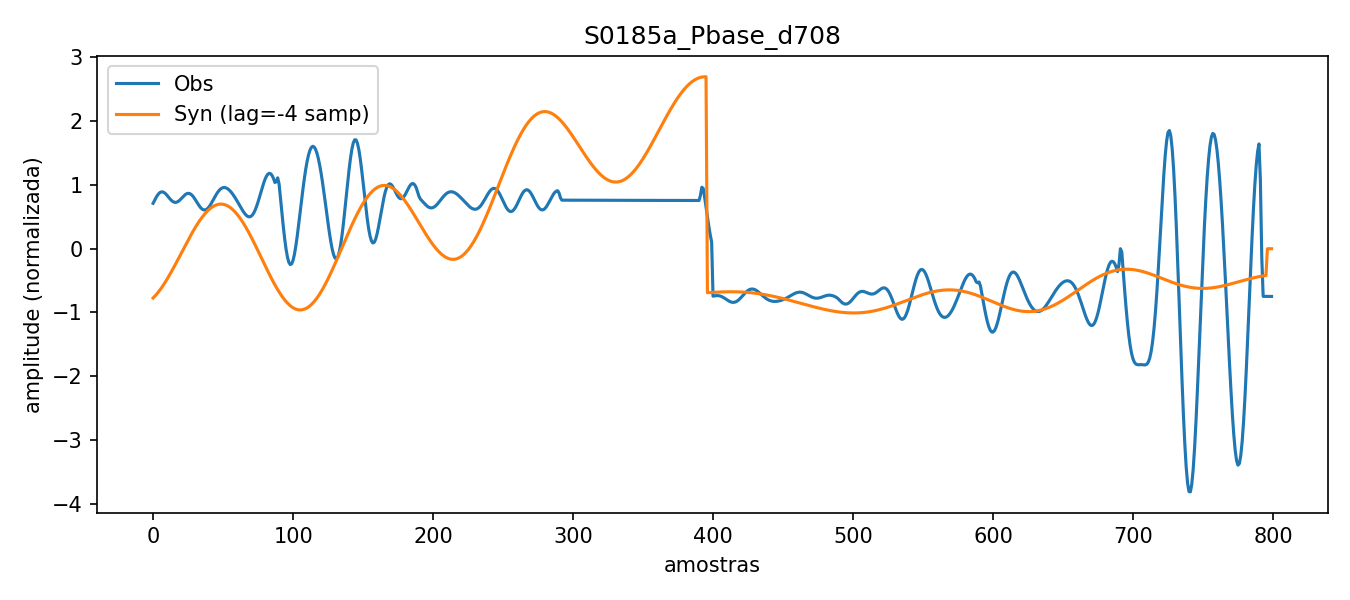 S0185a_Pbase_d708
Obs
Syn (lag=-4 samp)
amplitude (normalizada)
3
2
1
0
−1
−2
−3
−4
0 100 200 300 400 500 600 700 800
amostras